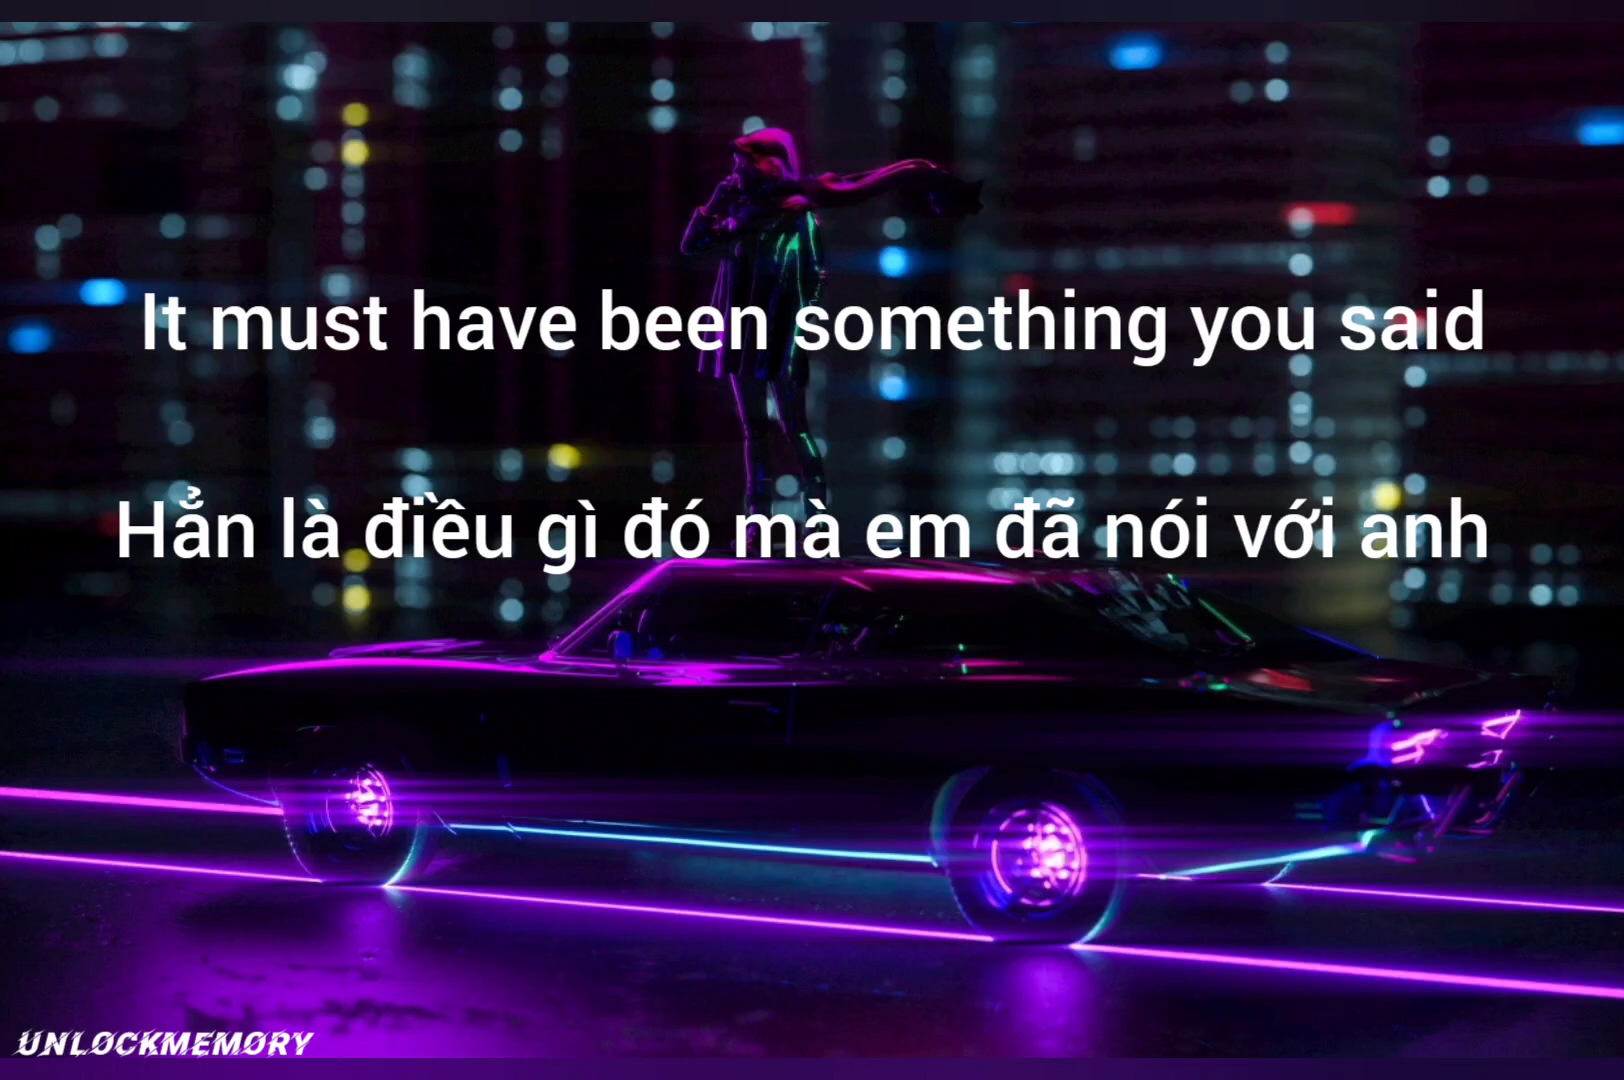 It must have been something you said
Hẳn là điều gì đó mà em đã nói với anh
UNLOCKMEMORY